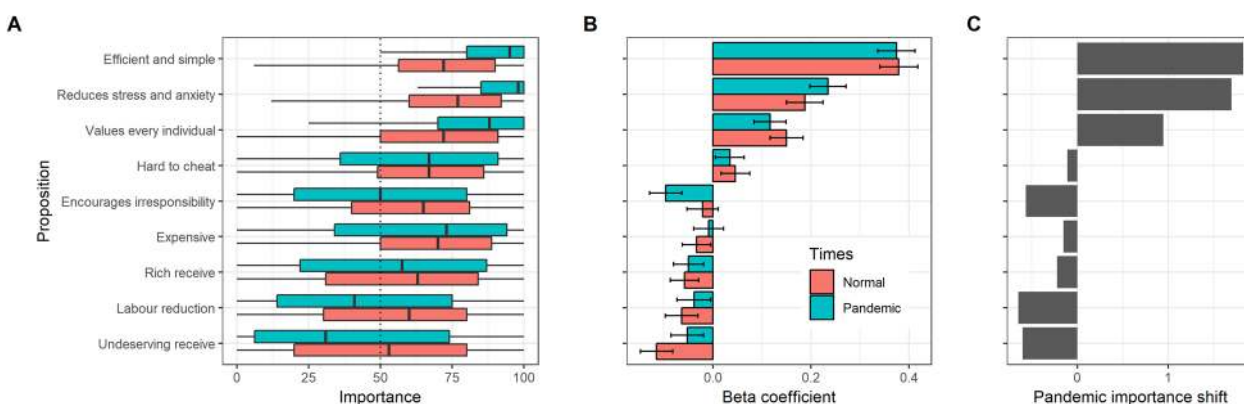 A
B
C
Proposition
Efficient and simple
Reduces stress and anxiety
Values every individual
Hard to cheat
Encourages irresponsibility
Expensive
Rich receive
Labour reduction
Undeserving receive
0 25 50 75 100
Importance
Times
Normal
Pandemic
0.0 0.2 0.4
Beta coefficient
0 1
Pandemic importance shift